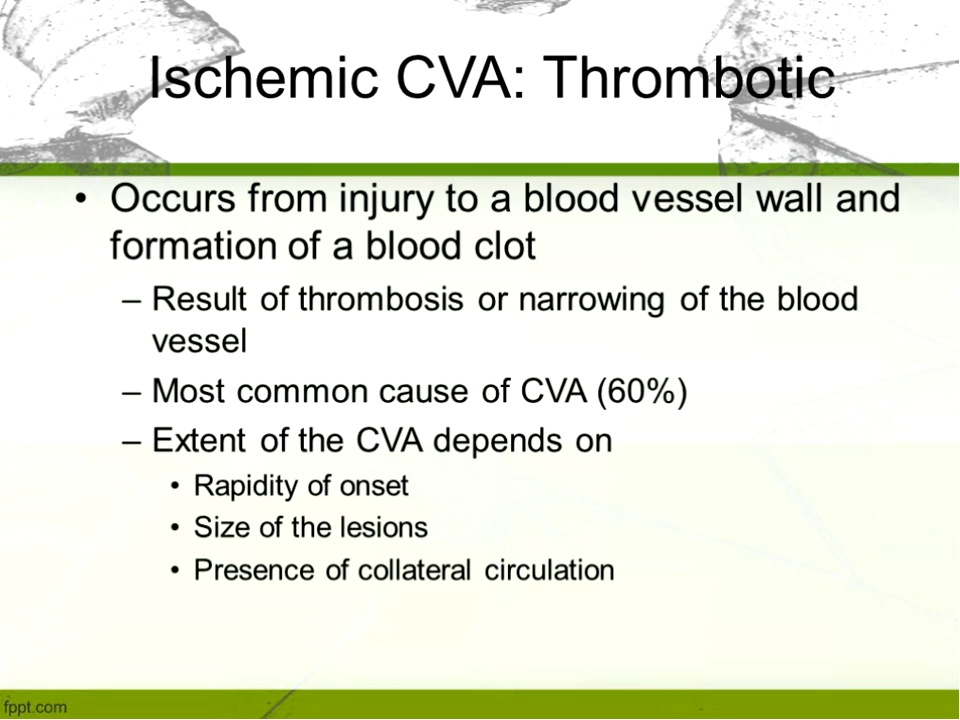 Ischemic CVA: Thrombotic
• Occurs from injury to a blood vessel wall and
formation of a blood clot
– Result of thrombosis or narrowing of the blood
vessel
– Most common cause of CVA (60%)
– Extent of the CVA depends on
• Rapidity of onset
• Size of the lesions
• Presence of collateral circulation
fppt.com